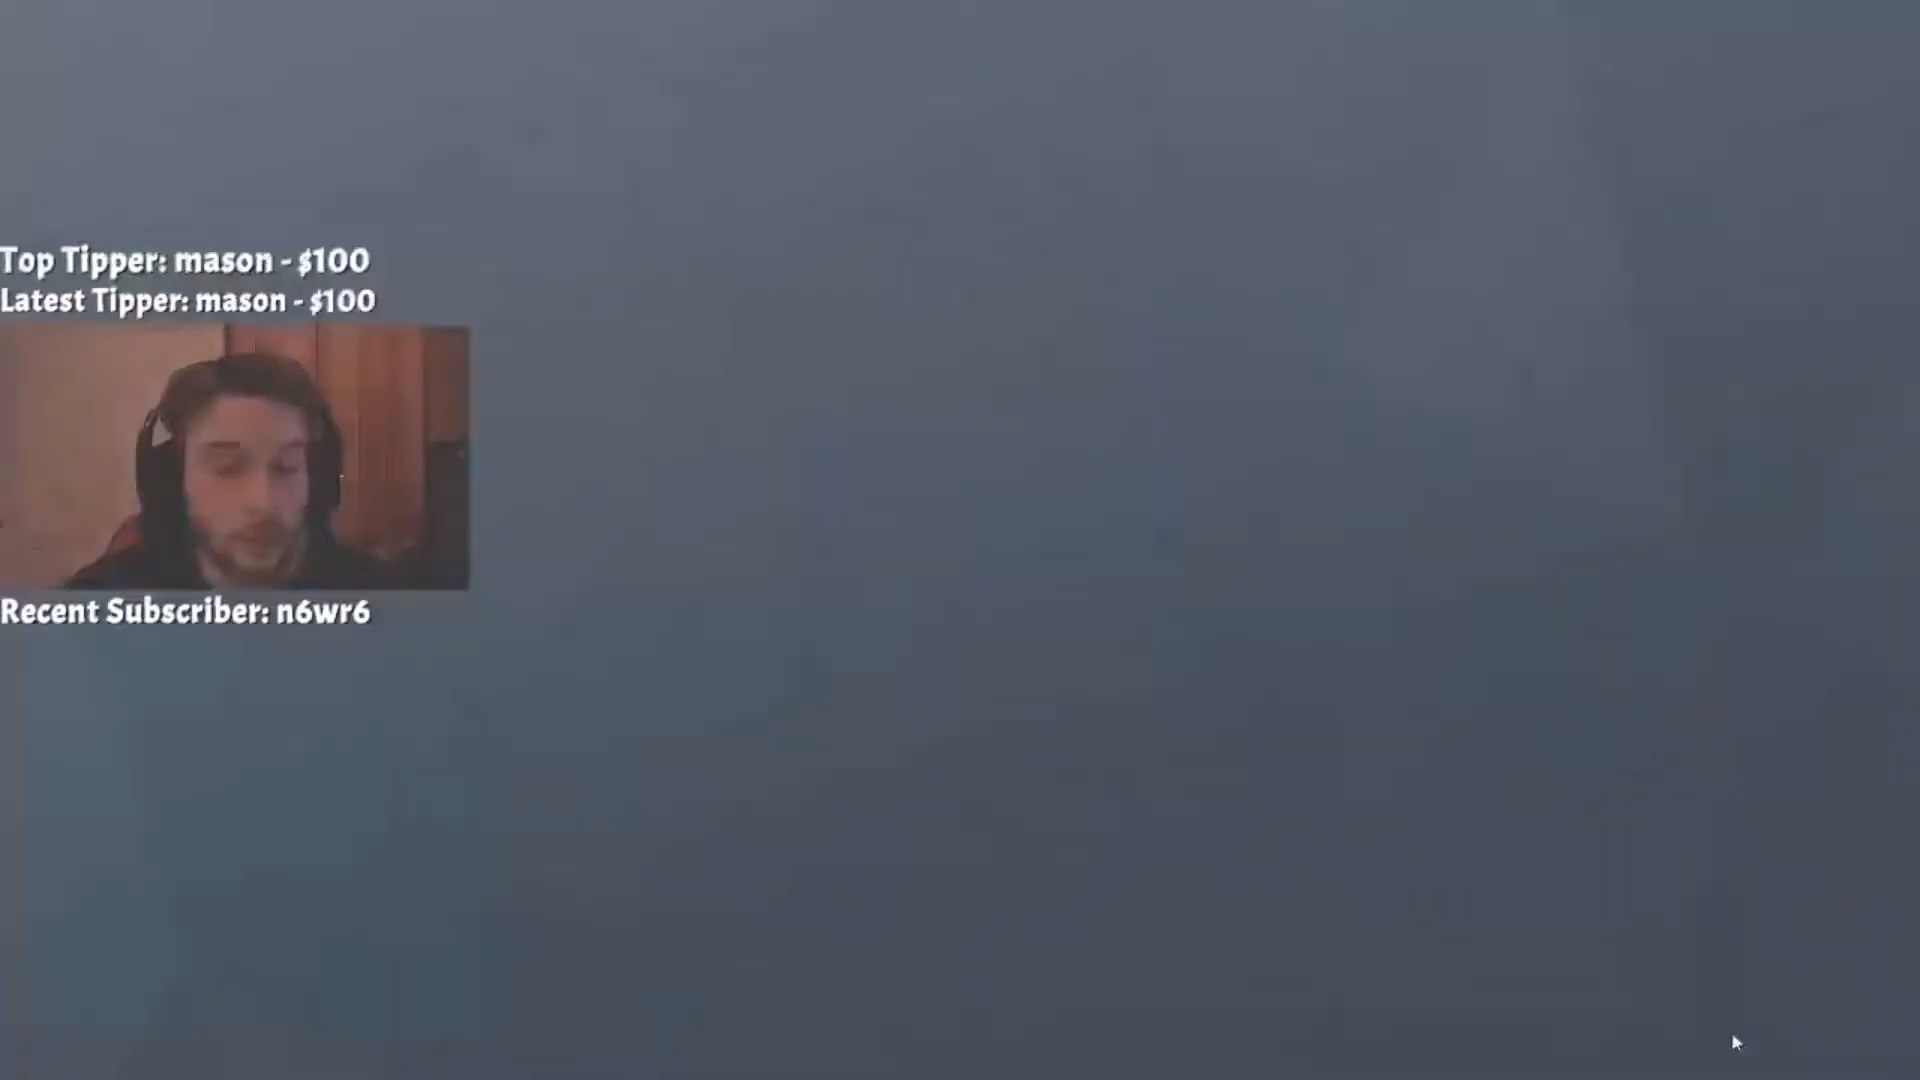 Top Tipper: mason - $100
Latest Tipper: mason - $100
Recent Subscriber: n6wr6